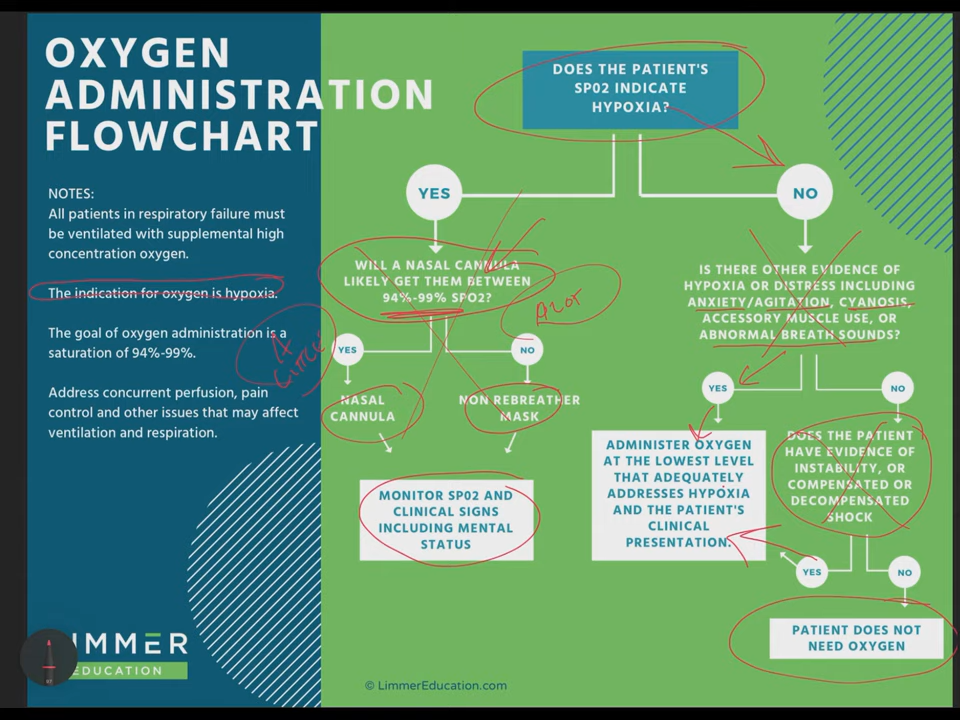 OXYGEN
ADMINISTRATION
FLOWCHART
NOTES:
All patients in respiratory failure must
be ventilated with supplemental high
concentration oxygen.
The indication for oxygen is hypoxia.
The goal of oxygen administration is a
saturation of 94%-99%.
Address concurrent perfusion, pain
control and other issues that may affect
ventilation and respiration.
DOES THE PATIENT'S
SP02 INDICATE
HYPOXIA?
YES
NO
WILL A NASAL CANNULA
LIKELY GET THEM BETWEEN
94%-99% SPO2?
A LITTLE
A LOT
YES
NO
NASAL
CANNULA
NON REBREATHER
MASK
MONITOR SP02 AND
CLINICAL SIGNS
INCLUDING MENTAL
STATUS
IS THERE OTHER EVIDENCE OF
HYPOXIA OR DISTRESS INCLUDING
ANXIETY/AGITATION, CYANOSIS,
ACCESSORY MUSCLE USE, OR
ABNORMAL BREATH SOUNDS?
YES
NO
ADMINISTER OXYGEN
AT THE LOWEST LEVEL
THAT ADEQUATELY
ADDRESSES HYPOXIA
AND THE PATIENT'S
CLINICAL
PRESENTATION.
DOES THE PATIENT
HAVE EVIDENCE OF
INSTABILITY, OR
COMPENSATED OR
DECOMPENSATED
SHOCK
YES
NO
PATIENT DOES NOT
NEED OXYGEN
LIMMER
EDUCATION
© LimmerEducation.com